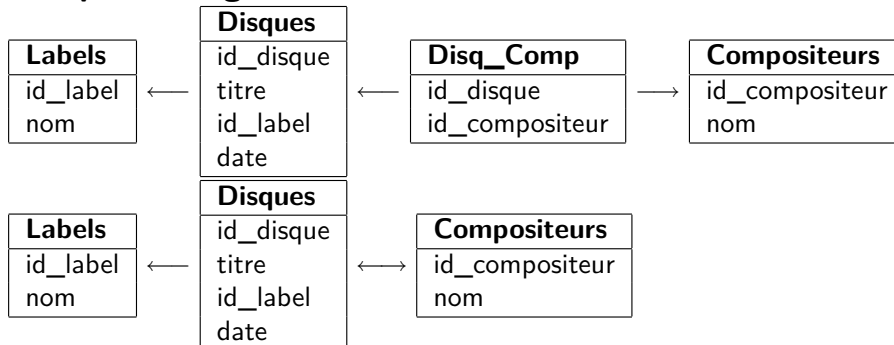 Disques
Labels
id_disque
Disq_Comp
Compositeurs
id_label
titre
id_disque
id_compositeur
nom
id_label
id_compositeur
nom
date
Disques
Labels
id_disque
Compositeurs
id_label
titre
id_compositeur
nom
id_label
nom
date